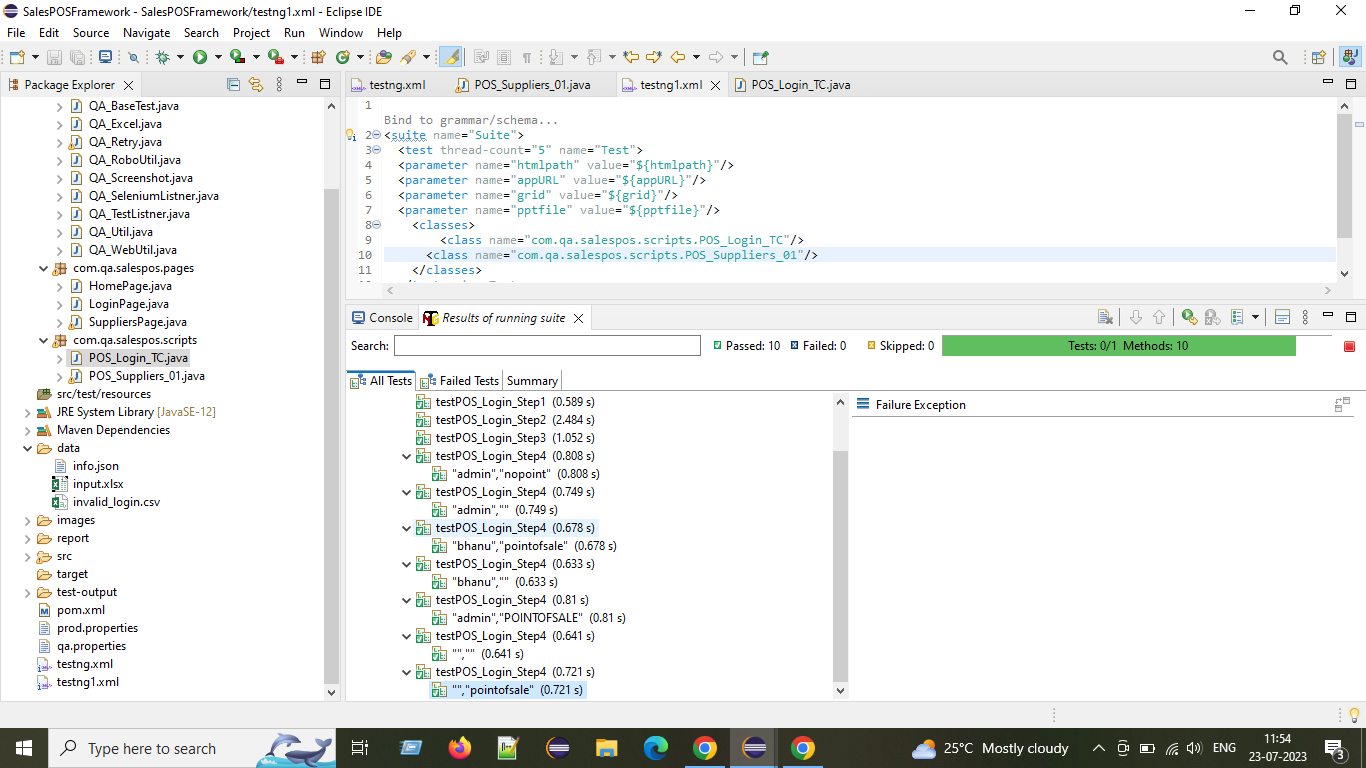 SalesPOSFramework - SalesPOSFramework/testng1.xml - Eclipse IDE
File Edit Source Navigate Search Project Run Window Help
Package Explorer
QA_BaseTest.java
QA_Excel.java
QA_Retry.java
QA_RoboUtil.java
QA_Screenshot.java
QA_SeleniumListner.java
QA_TestListner.java
QA_Util.java
QA_WebUtil.java
com.qa.salespos.pages
HomePage.java
LoginPage.java
SuppliersPage.java
com.qa.salespos.scripts
POS_Login_TC.java
POS_Suppliers_01.java
src/test/resources
JRE System Library [JavaSE-12]
Maven Dependencies
data
info.json
input.xlsx
invalid_login.csv
images
report
src
target
test-output
pom.xml
prod.properties
qa.properties
testng.xml
testng1.xml
testng.xml POS_Suppliers_01.java testng1.xml POS_Login_TC.java
1
Bind to grammar/schema...
2 <suite name="Suite">
3 <test thread-count="5" name="Test">
4 <parameter name="htmlpath" value="${htmlpath}"/>
5 <parameter name="appURL" value="${appURL}"/>
6 <parameter name="grid" value="${grid}"/>
7 <parameter name="pptfile" value="${pptfile}"/>
8 <classes>
9 <class name="com.qa.salespos.scripts.POS_Login_TC"/>
10 <class name="com.qa.salespos.scripts.POS_Suppliers_01"/>
11 </classes>
Console Results of running suite
Search: Passed: 10 Failed: 0 Skipped: 0 Tests: 0/1 Methods: 10
All Tests Failed Tests Summary
testPOS_Login_Step1 (0.589 s)
testPOS_Login_Step2 (2.484 s)
testPOS_Login_Step3 (1.052 s)
testPOS_Login_Step4 (0.808 s)
"admin","nopoint" (0.808 s)
testPOS_Login_Step4 (0.749 s)
"admin","" (0.749 s)
testPOS_Login_Step4 (0.678 s)
"bhanu","pointofsale" (0.678 s)
testPOS_Login_Step4 (0.633 s)
"bhanu","" (0.633 s)
testPOS_Login_Step4 (0.81 s)
"admin","POINTOFSALE" (0.81 s)
testPOS_Login_Step4 (0.641 s)
"","" (0.641 s)
testPOS_Login_Step4 (0.721 s)
"","pointofsale" (0.721 s)
Failure Exception
Type here to search
25°C Mostly cloudy
ENG
11:54
23-07-2023
3